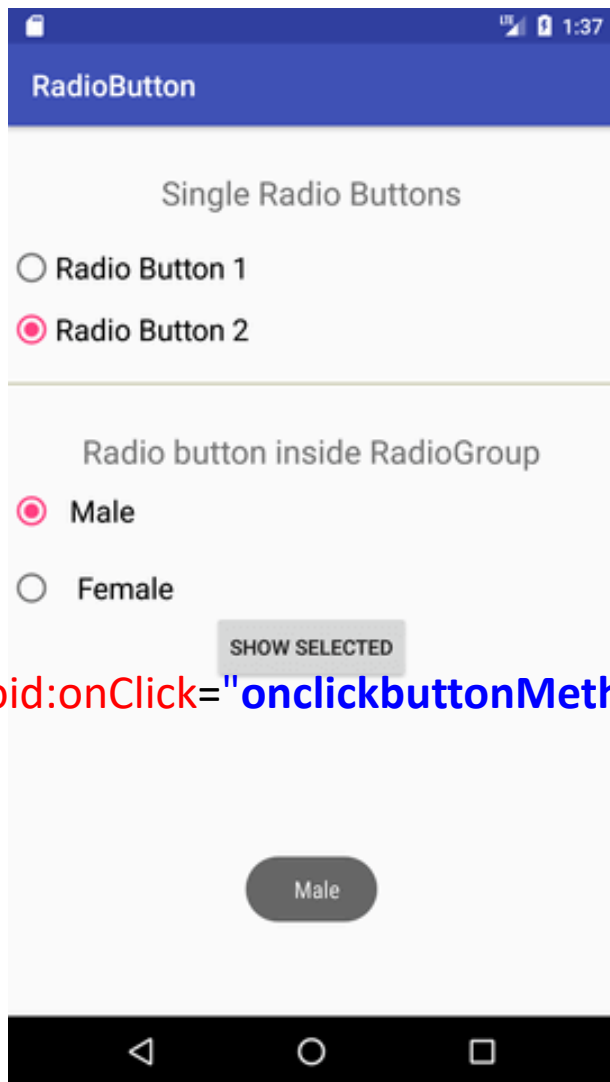 LTE 1:37
RadioButton
Single Radio Buttons
Radio Button 1
Radio Button 2
Radio button inside RadioGroup
Male
Female
SHOW SELECTED
oid:onClick="onclickbuttonMeth
Male